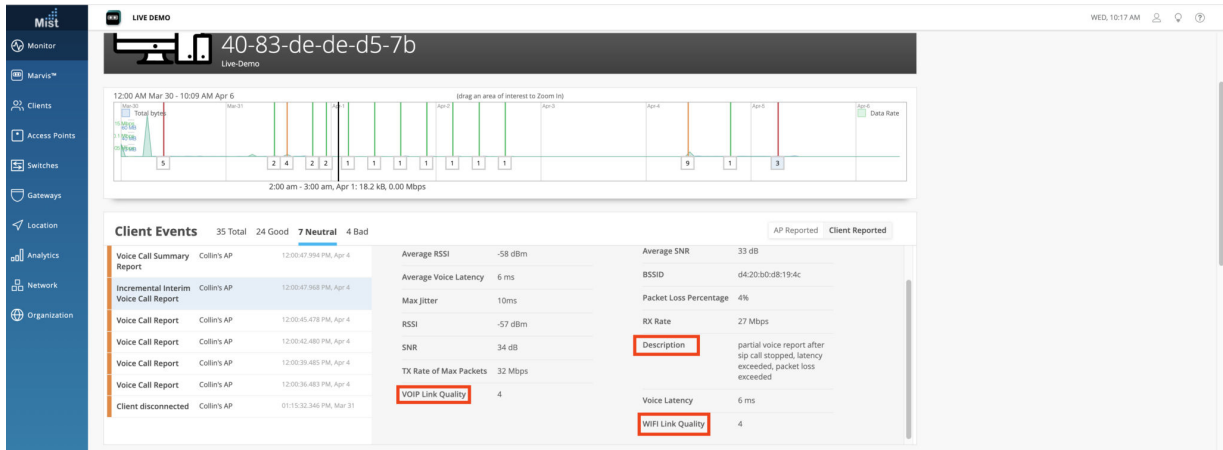 Mist
LIVE DEMO
WED, 10:17 AM
Monitor
Marvis™
Clients
Access Points
Switches
Gateways
Location
Analytics
Network
Organization
40-83-de-de-d5-7b
Live-Demo
12:00 AM Mar 30 - 10:09 AM Apr 6
(drag an area of interest to Zoom in)
Mar-30 Mar-31 Apr-1 Apr-2 Apr-3 Apr-4 Apr-5 Apr-6
Total bytes
Data Rate
5 2 4 2 2 1 1 1 1 1 1 1 9 1 3
2:00 am - 3:00 am, Apr 1: 18.2 kB, 0.00 Mbps
Client Events 35 Total 24 Good 7 Neutral 4 Bad
AP Reported Client Reported
Voice Call Summary Report Collin's AP 12:00:47.994 PM, Apr 4
Incremental Interim Voice Call Report Collin's AP 12:00:47.968 PM, Apr 4
Voice Call Report Collin's AP 12:00:45.478 PM, Apr 4
Voice Call Report Collin's AP 12:00:42.480 PM, Apr 4
Voice Call Report Collin's AP 12:00:39.485 PM, Apr 4
Voice Call Report Collin's AP 12:00:36.483 PM, Apr 4
Client disconnected Collin's AP 01:15:32.346 PM, Mar 31
Average RSSI -58 dBm
Average Voice Latency 6 ms
Max Jitter 10ms
RSSI -57 dBm
SNR 34 dB
TX Rate of Max Packets 32 Mbps
VOIP Link Quality 4
Average SNR 33 dB
BSSID d4:20:b0:d8:19:4c
Packet Loss Percentage 4%
RX Rate 27 Mbps
Description partial voice report after
sip call stopped, latency
exceeded, packet loss
exceeded
Voice Latency 6 ms
WIFI Link Quality 4